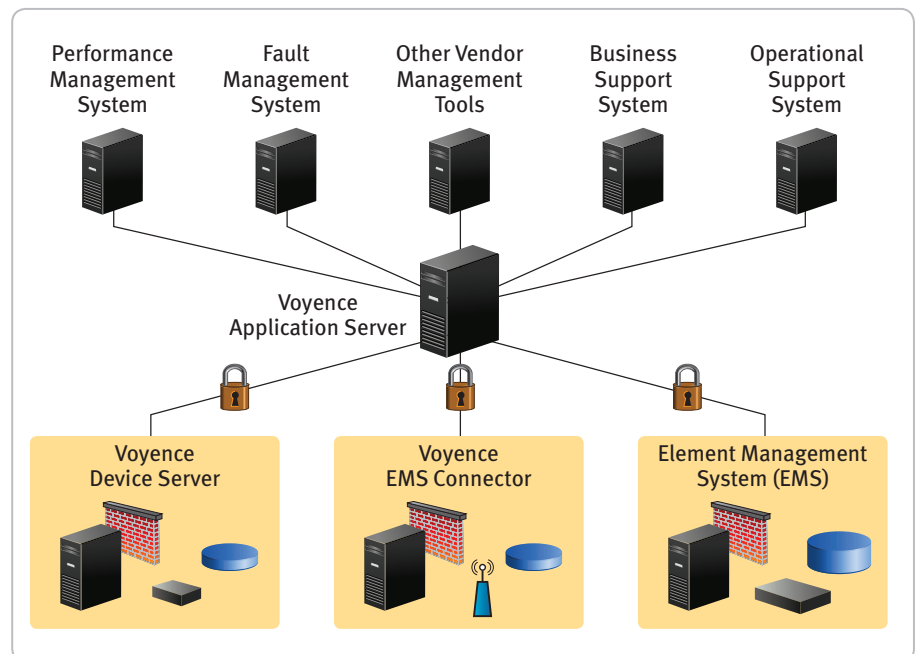 Performance
Management
System
Fault
Management
System
Other Vendor
Management
Tools
Business
Support
System
Operational
Support
System
Voyence
Application Server
Voyence
Device Server
Voyence
EMS Connector
Element Management
System (EMS)